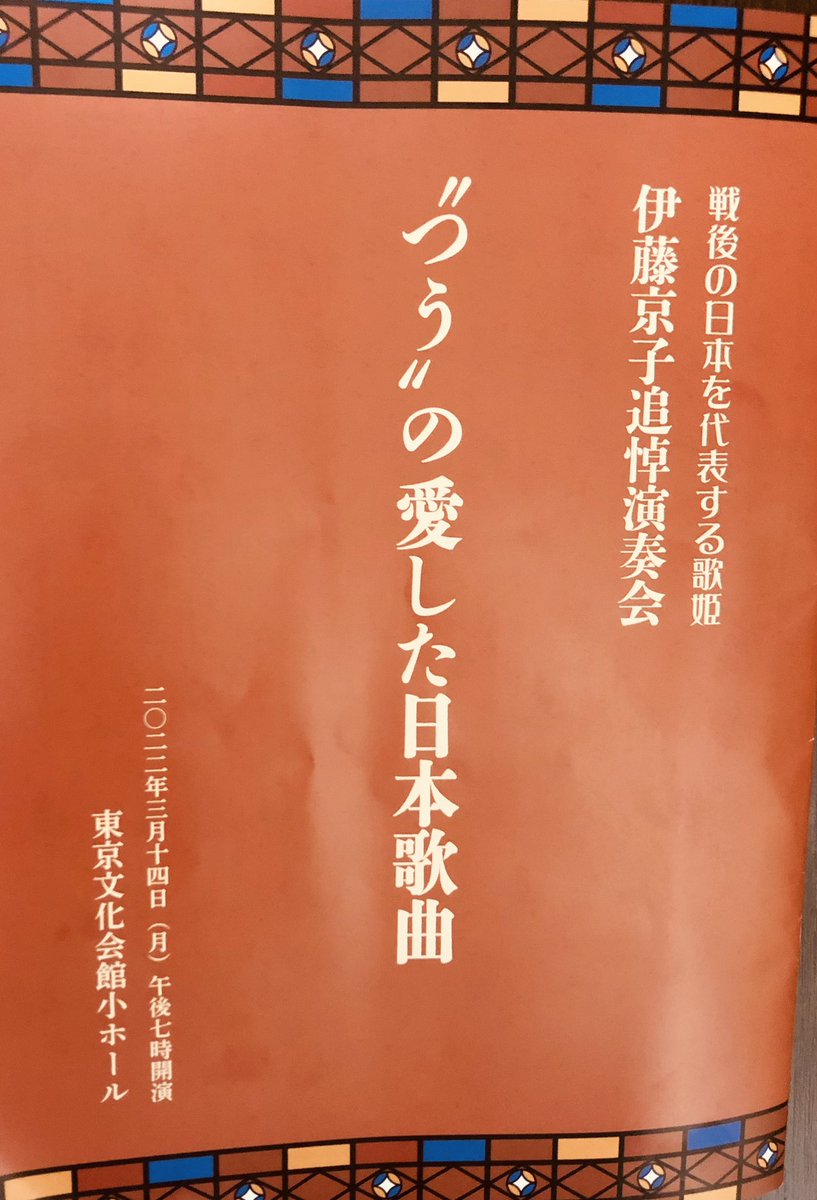 戦後の日本を代表する歌姫
伊藤京子追悼演奏会
〝つう〟の愛した日本歌曲
二〇二二年三月十四日（月）午後七時開演
東京文化会館小ホール